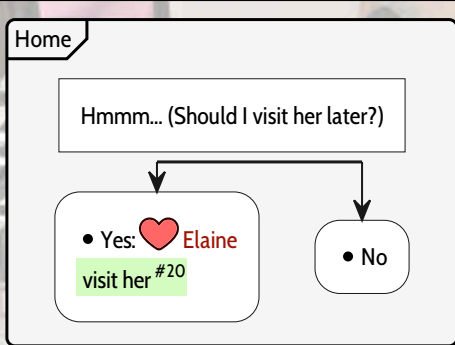 Home
Hmmm... (Should I visit her later?)
• Yes: Elaine
visit her #20
• No